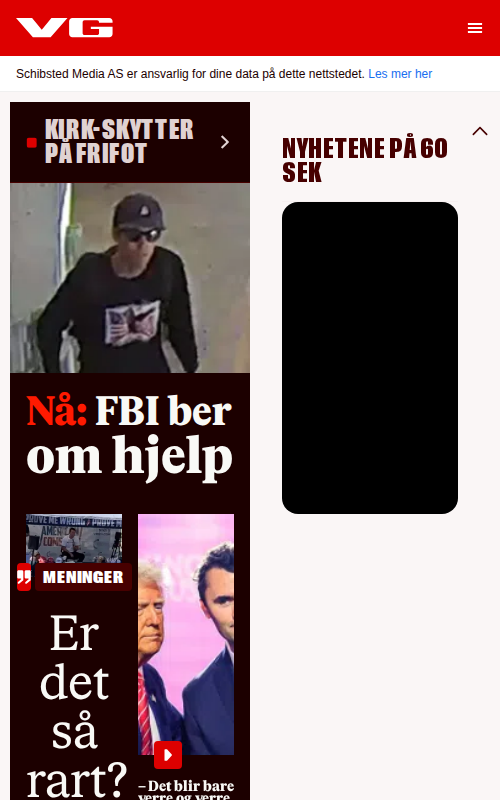 VG
Schibsted Media AS er ansvarlig for dine data på dette nettstedet. Les mer her
KIRK-SKYTTER
PÅ FRIFOT
Nå: FBI ber
om hjelp
MENINGER
Er
det
så
rart?
– Det blir bare
verre og verre
NYHETENE PÅ 60
SEK